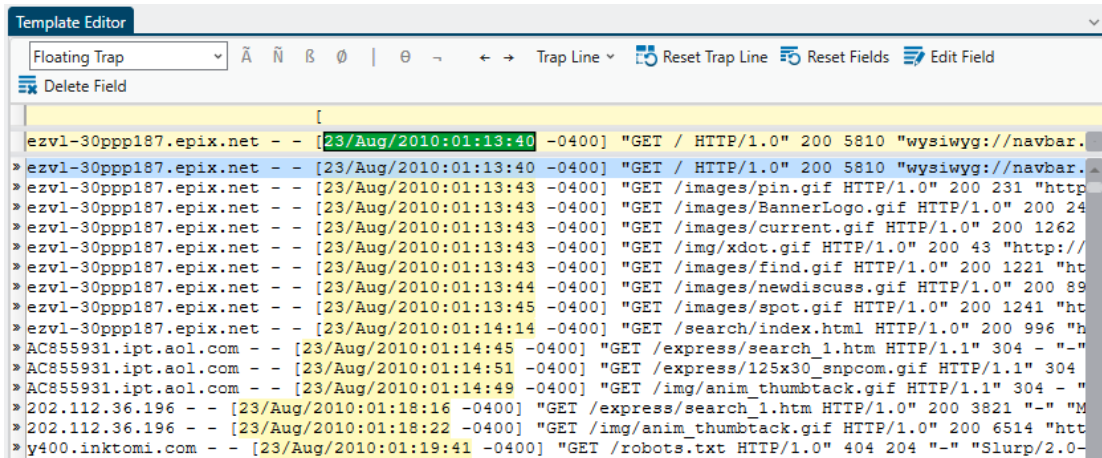 Template Editor
Floating Trap Ã Ñ ß Ø | Ɵ ¬ ← → Trap Line Reset Trap Line Reset Fields Edit Field
Delete Field
[
ezvl-30ppp187.epix.net - - [23/Aug/2010:01:13:40 -0400] "GET / HTTP/1.0" 200 5810 "wysiwyg://navbar.
» ezvl-30ppp187.epix.net - - [23/Aug/2010:01:13:40 -0400] "GET / HTTP/1.0" 200 5810 "wysiwyg://navbar.
» ezvl-30ppp187.epix.net - - [23/Aug/2010:01:13:43 -0400] "GET /images/pin.gif HTTP/1.0" 200 231 "http
» ezvl-30ppp187.epix.net - - [23/Aug/2010:01:13:43 -0400] "GET /images/BannerLogo.gif HTTP/1.0" 200 24
» ezvl-30ppp187.epix.net - - [23/Aug/2010:01:13:43 -0400] "GET /images/current.gif HTTP/1.0" 200 1262
» ezvl-30ppp187.epix.net - - [23/Aug/2010:01:13:43 -0400] "GET /img/xdot.gif HTTP/1.0" 200 43 "http://
» ezvl-30ppp187.epix.net - - [23/Aug/2010:01:13:43 -0400] "GET /images/find.gif HTTP/1.0" 200 1221 "ht
» ezvl-30ppp187.epix.net - - [23/Aug/2010:01:13:44 -0400] "GET /images/newdiscuss.gif HTTP/1.0" 200 89
» ezvl-30ppp187.epix.net - - [23/Aug/2010:01:13:45 -0400] "GET /images/spot.gif HTTP/1.0" 200 1241 "ht
» ezvl-30ppp187.epix.net - - [23/Aug/2010:01:14:14 -0400] "GET /search/index.html HTTP/1.0" 200 996 "h
» AC855931.ipt.aol.com - - [23/Aug/2010:01:14:45 -0400] "GET /express/search_1.htm HTTP/1.1" 304 - "-"
» AC855931.ipt.aol.com - - [23/Aug/2010:01:14:51 -0400] "GET /express/125x30_snpcom.gif HTTP/1.1" 304
» AC855931.ipt.aol.com - - [23/Aug/2010:01:14:49 -0400] "GET /img/anim_thumbtack.gif HTTP/1.1" 304 - "
» 202.112.36.196 - - [23/Aug/2010:01:18:16 -0400] "GET /express/search_1.htm HTTP/1.0" 200 3821 "-" "M
» 202.112.36.196 - - [23/Aug/2010:01:18:22 -0400] "GET /img/anim_thumbtack.gif HTTP/1.0" 200 6514 "htt
» y400.inktomi.com - - [23/Aug/2010:01:19:41 -0400] "GET /robots.txt HTTP/1.0" 404 204 "-" "Slurp/2.0-